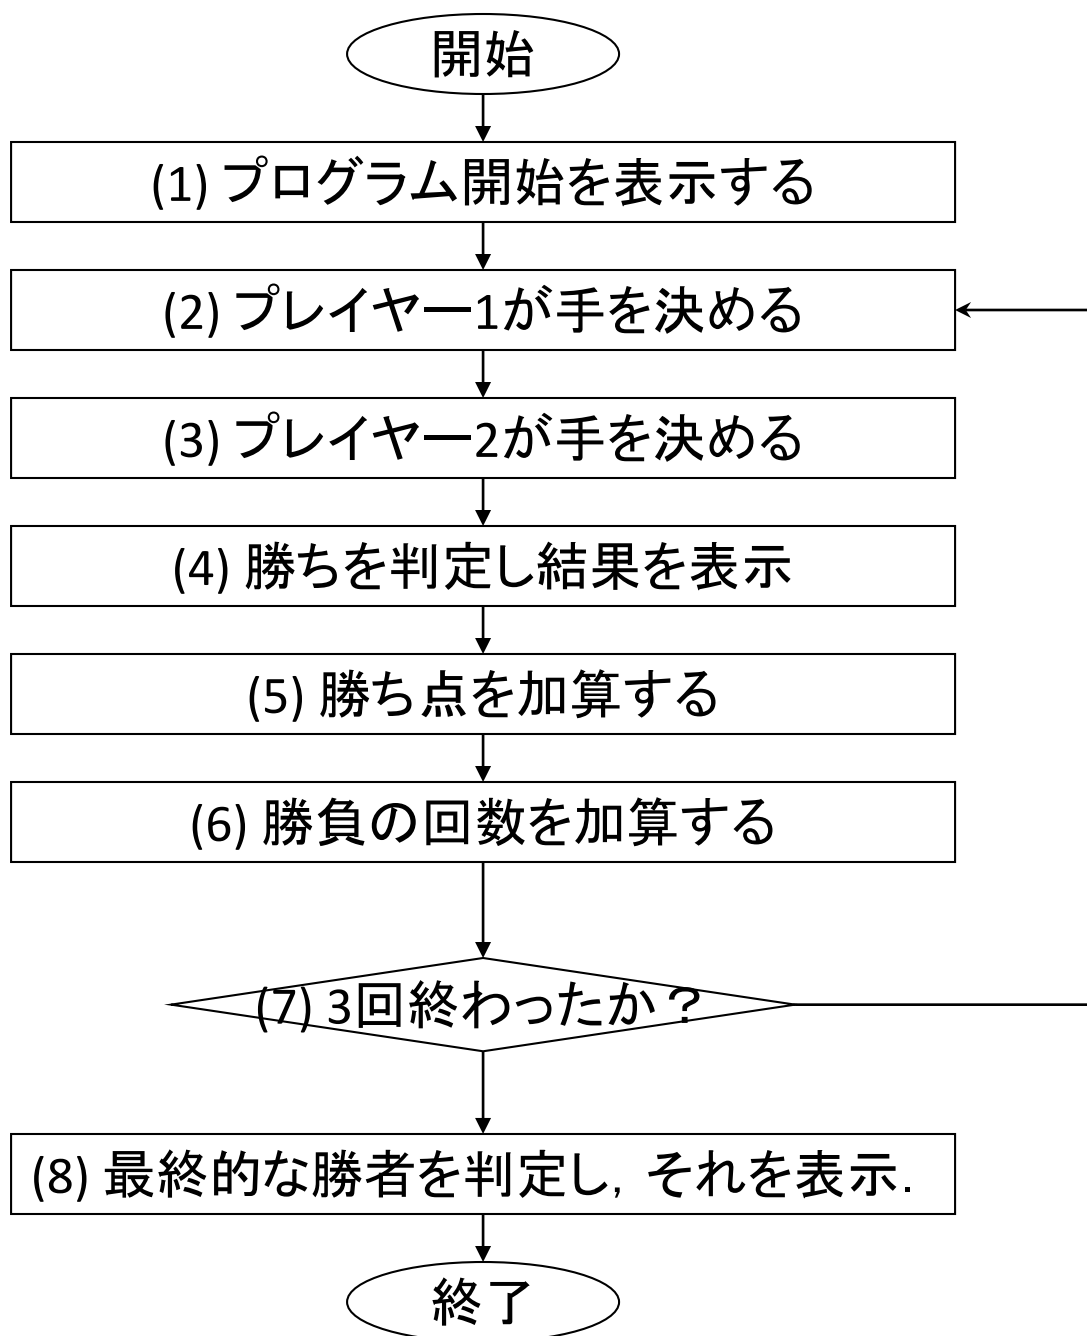 開始
(1) プログラム開始を表示する
(2) プレイヤー1が手を決める
(3) プレイヤー2が手を決める
(4) 勝ちを判定し結果を表示
(5) 勝ち点を加算する
(6) 勝負の回数を加算する
(7) 3回終わったか？
(8) 最終的な勝者を判定し，それを表示．
終了